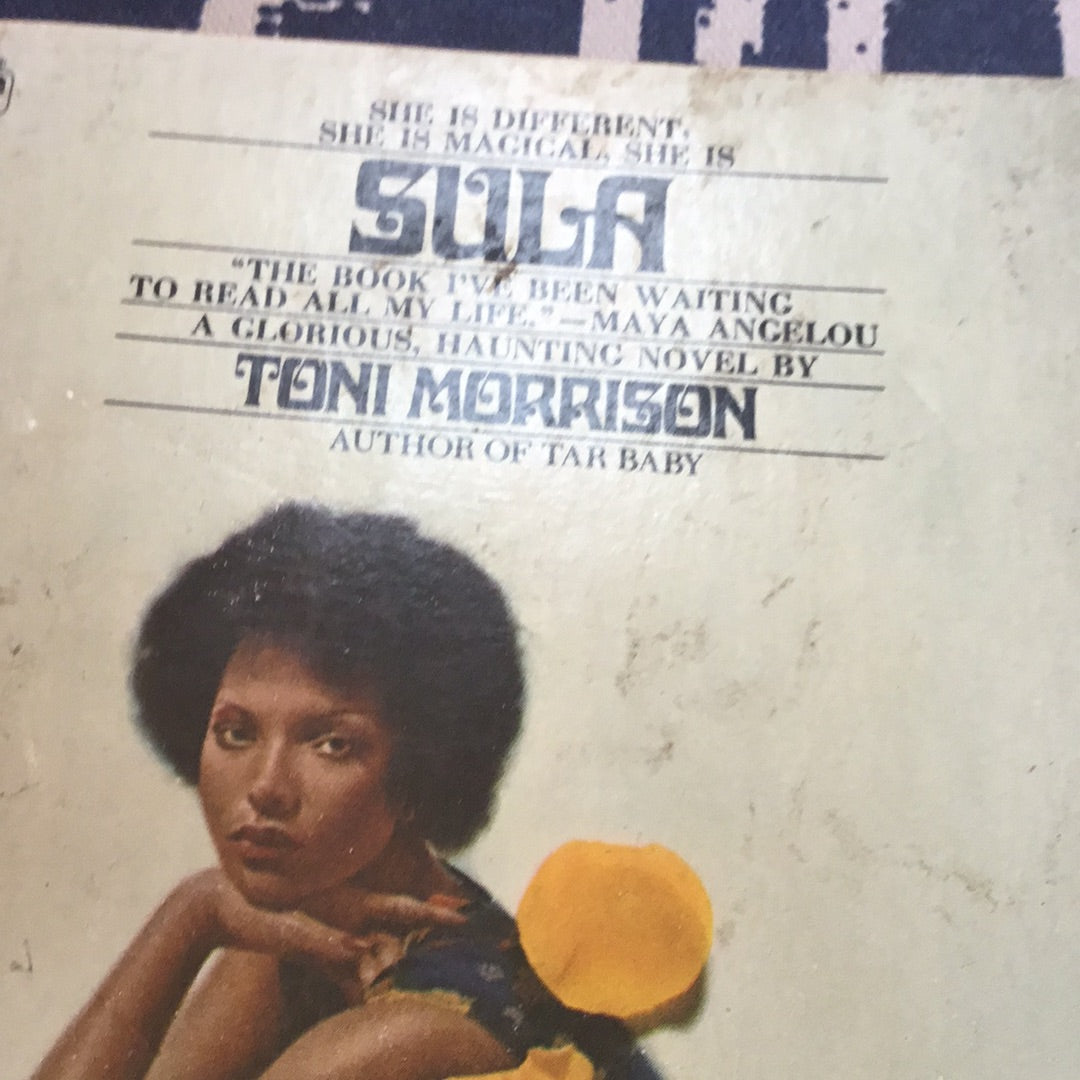 SHE IS DIFFERENT,
SHE IS MAGICAL, SHE IS
SULA
"THE BOOK I'VE BEEN WAITING
TO READ ALL MY LIFE."—MAYA ANGELOU
A GLORIOUS, HAUNTING NOVEL BY
TONI MORRISON
AUTHOR OF TAR BABY